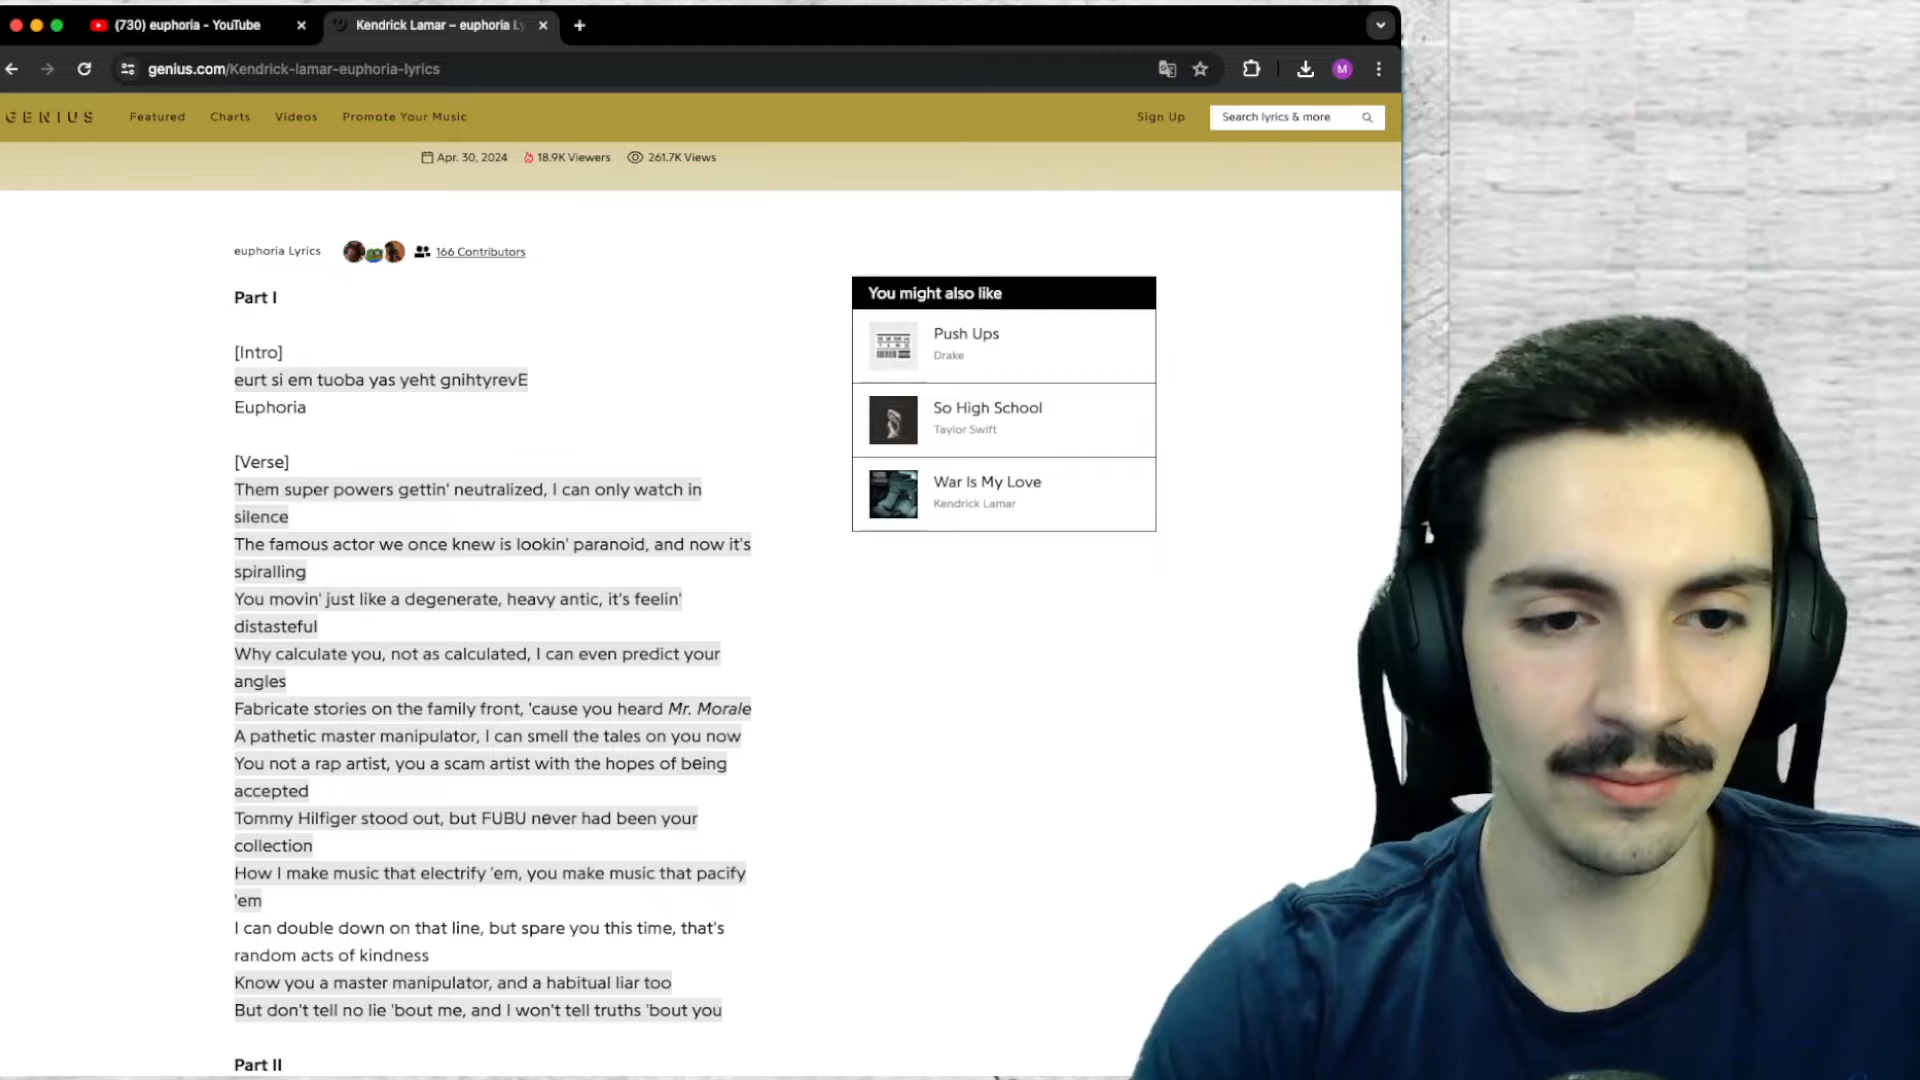 (730) euphoria - YouTube
Kendrick Lamar – euphoria Ly
genius.com/Kendrick-lamar-euphoria-lyrics
M
GENIUS
Featured
Charts
Videos
Promote Your Music
Sign Up
Search lyrics & more
Apr. 30, 2024
18.9K Viewers
261.7K Views
euphoria Lyrics
166 Contributors
Part I
[Intro]
eurt si em tuoba yas yeht gnihtyrevE
Euphoria
[Verse]
Them super powers gettin' neutralized, I can only watch in
silence
The famous actor we once knew is lookin' paranoid, and now it's
spiralling
You movin' just like a degenerate, heavy antic, it's feelin'
distasteful
Why calculate you, not as calculated, I can even predict your
angles
Fabricate stories on the family front, 'cause you heard Mr. Morale
A pathetic master manipulator, I can smell the tales on you now
You not a rap artist, you a scam artist with the hopes of being
accepted
Tommy Hilfiger stood out, but FUBU never had been your
collection
How I make music that electrify 'em, you make music that pacify
'em
I can double down on that line, but spare you this time, that's
random acts of kindness
Know you a master manipulator, and a habitual liar too
But don't tell no lie 'bout me, and I won't tell truths 'bout you
Part II
You might also like
Push Ups
Drake
So High School
Taylor Swift
War Is My Love
Kendrick Lamar